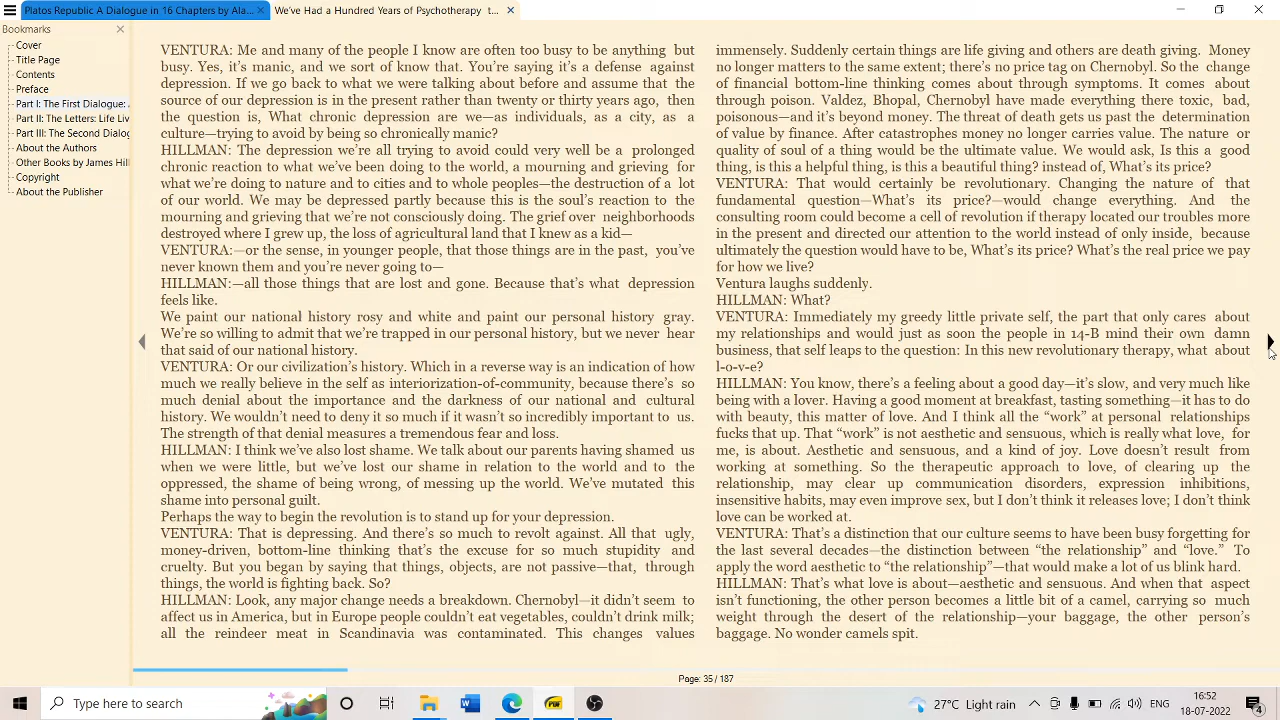 Platos Republic A Dialogue in 16 Chapters by Ala...
We've Had a Hundred Years of Psychotherapy t...
Bookmarks
Cover
Title Page
Contents
Preface
Part I: The First Dialogue:
Part II: The Letters: Life Liv
Part III: The Second Dialog
About the Authors
Other Books by James Hil
Copyright
About the Publisher
VENTURA: Me and many of the people I know are often too busy to be anything but
busy. Yes, it's manic, and we sort of know that. You're saying it's a defense against
depression. If we go back to what we were talking about before and assume that the
source of our depression is in the present rather than twenty or thirty years ago, then
the question is, What chronic depression are we—as individuals, as a city, as a
culture—trying to avoid by being so chronically manic?
HILLMAN: The depression we're all trying to avoid could very well be a prolonged
chronic reaction to what we've been doing to the world, a mourning and grieving for
what we're doing to nature and to cities and to whole peoples—the destruction of a lot
of our world. We may be depressed partly because this is the soul's reaction to the
mourning and grieving that we're not consciously doing. The grief over neighborhoods
destroyed where I grew up, the loss of agricultural land that I knew as a kid—
VENTURA:—or the sense, in younger people, that those things are in the past, you've
never known them and you're never going to—
HILLMAN:—all those things that are lost and gone. Because that's what depression
feels like.
We paint our national history rosy and white and paint our personal history gray.
We're so willing to admit that we're trapped in our personal history, but we never hear
that said of our national history.
VENTURA: Or our civilization's history. Which in a reverse way is an indication of how
much we really believe in the self as interiorization-of-community, because there's so
much denial about the importance and the darkness of our national and cultural
history. We wouldn't need to deny it so much if it wasn't so incredibly important to us.
The strength of that denial measures a tremendous fear and loss.
HILLMAN: I think we've also lost shame. We talk about our parents having shamed us
when we were little, but we've lost our shame in relation to the world and to the
oppressed, the shame of being wrong, of messing up the world. We've mutated this
shame into personal guilt.
Perhaps the way to begin the revolution is to stand up for your depression.
VENTURA: That is depressing. And there's so much to revolt against. All that ugly,
money-driven, bottom-line thinking that's the excuse for so much stupidity and
cruelty. But you began by saying that things, objects, are not passive—that, through
things, the world is fighting back. So?
HILLMAN: Look, any major change needs a breakdown. Chernobyl—it didn't seem to
affect us in America, but in Europe people couldn't eat vegetables, couldn't drink milk;
all the reindeer meat in Scandinavia was contaminated. This changes values
immensely. Suddenly certain things are life giving and others are death giving. Money
no longer matters to the same extent; there's no price tag on Chernobyl. So the change
of financial bottom-line thinking comes about through symptoms. It comes about
through poison. Valdez, Bhopal, Chernobyl have made everything there toxic, bad,
poisonous—and it's beyond money. The threat of death gets us past the determination
of value by finance. After catastrophes money no longer carries value. The nature or
quality of soul of a thing would be the ultimate value. We would ask, Is this a good
thing, is this a helpful thing, is this a beautiful thing? instead of, What's its price?
VENTURA: That would certainly be revolutionary. Changing the nature of that
fundamental question—What's its price?—would change everything. And the
consulting room could become a cell of revolution if therapy located our troubles more
in the present and directed our attention to the world instead of only inside, because
ultimately the question would have to be, What's its price? What's the real price we pay
for how we live?
Ventura laughs suddenly.
HILLMAN: What?
VENTURA: Immediately my greedy little private self, the part that only cares about
my relationships and would just as soon the people in 14-B mind their own damn
business, that self leaps to the question: In this new revolutionary therapy, what about
l-o-v-e?
HILLMAN: You know, there's a feeling about a good day—it's slow, and very much like
being with a lover. Having a good moment at breakfast, tasting something—it has to do
with beauty, this matter of love. And I think all the “work” at personal relationships
fucks that up. That “work” is not aesthetic and sensuous, which is really what love, for
me, is about. Aesthetic and sensuous, and a kind of joy. Love doesn't result from
working at something. So the therapeutic approach to love, of clearing up the
relationship, may clear up communication disorders, expression inhibitions,
insensitive habits, may even improve sex, but I don't think it releases love; I don't think
love can be worked at.
VENTURA: That's a distinction that our culture seems to have been busy forgetting for
the last several decades—the distinction between “the relationship” and “love.” To
apply the word aesthetic to “the relationship”—that would make a lot of us blink hard.
HILLMAN: That's what love is about—aesthetic and sensuous. And when that aspect
isn't functioning, the other person becomes a little bit of a camel, carrying so much
weight through the desert of the relationship—your baggage, the other person's
baggage. No wonder camels spit.
Page: 35 / 187
Type here to search
27°C Light rain
ENG
16:52
18-07-2022
4